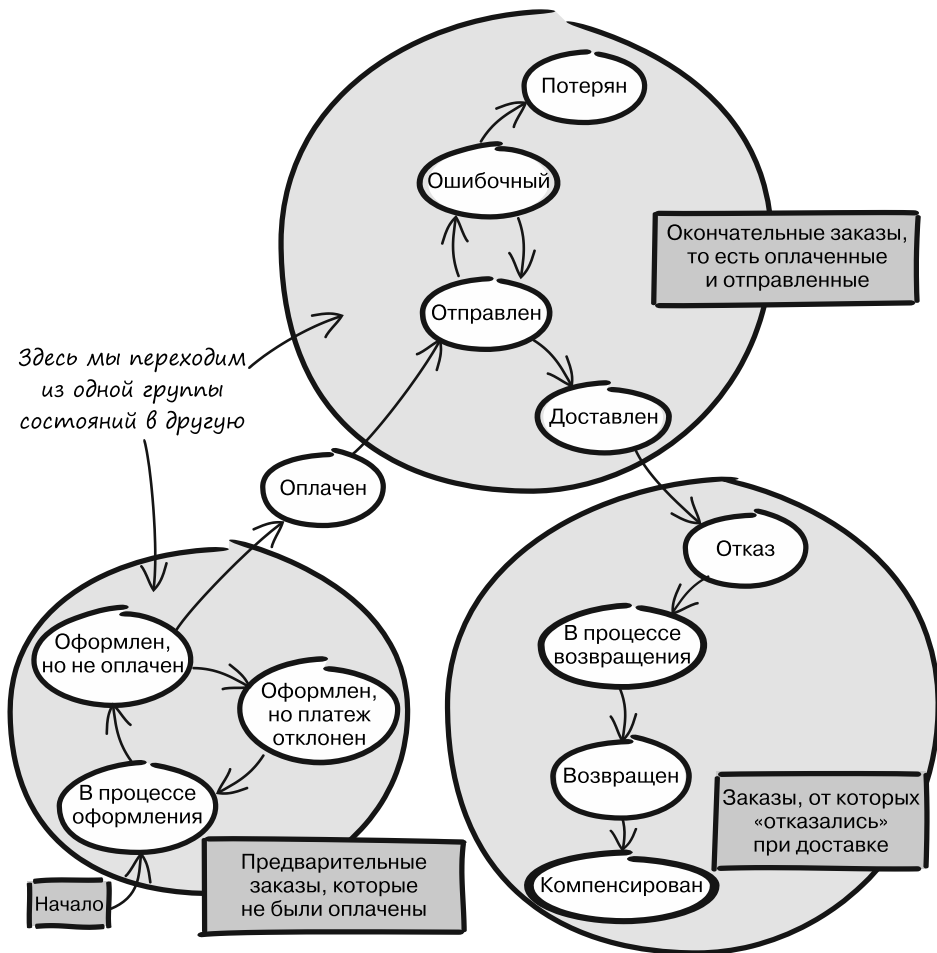 Потерян
Ошибочный
Окончательные заказы,
то есть оплаченные
и отправленные
Отправлен
Здесь мы переходим
из одной группы
состояний в другую
Доставлен
Оплачен
Отказ
Оформлен,
но не оплачен
В процессе
возвращения
Оформлен,
но платеж
отклонен
Возвращен
В процессе
оформления
Заказы, от которых
«отказались»
при доставке
Предварительные
заказы, которые
не были оплачены
Компенсирован
Начало